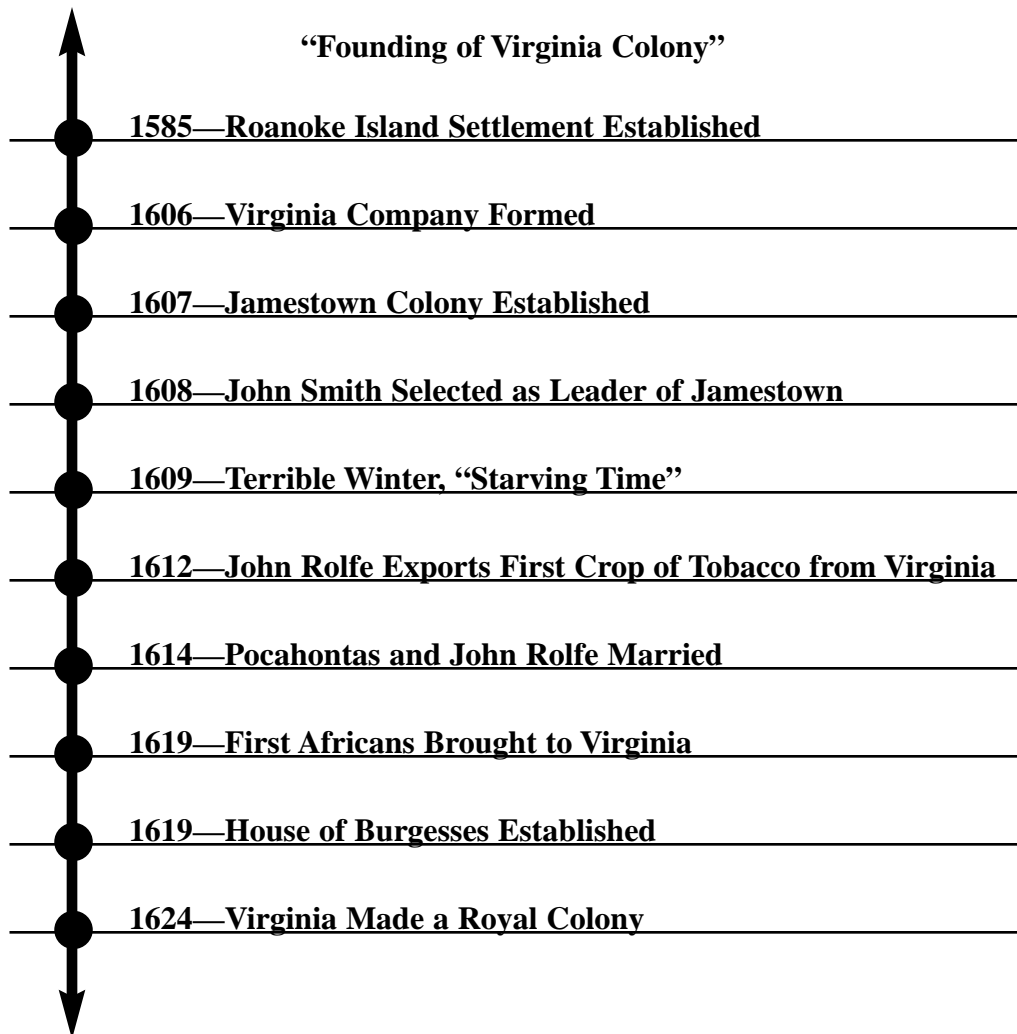 “Founding of Virginia Colony”
1585—Roanoke Island Settlement Established
1606—Virginia Company Formed
1607—Jamestown Colony Established
1608—John Smith Selected as Leader of Jamestown
1609—Terrible Winter, “Starving Time”
1612—John Rolfe Exports First Crop of Tobacco from Virginia
1614—Pocahontas and John Rolfe Married
1619—First Africans Brought to Virginia
1619—House of Burgesses Established
1624—Virginia Made a Royal Colony